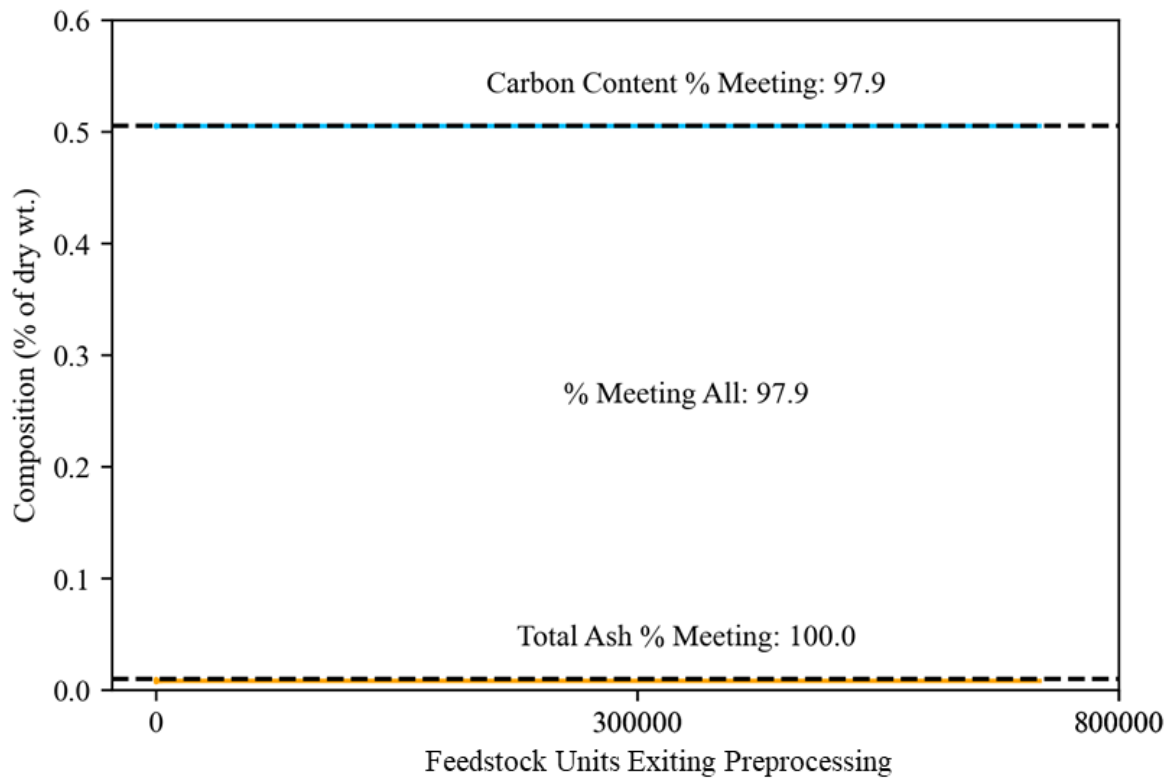 0.6
Carbon Content % Meeting: 97.9
0.5
0.4
0.3
% Meeting All: 97.9
0.2
0.1
Total Ash % Meeting: 100.0
0.0
Composition (% of dry wt.)
0 300000 800000
Feedstock Units Exiting Preprocessing